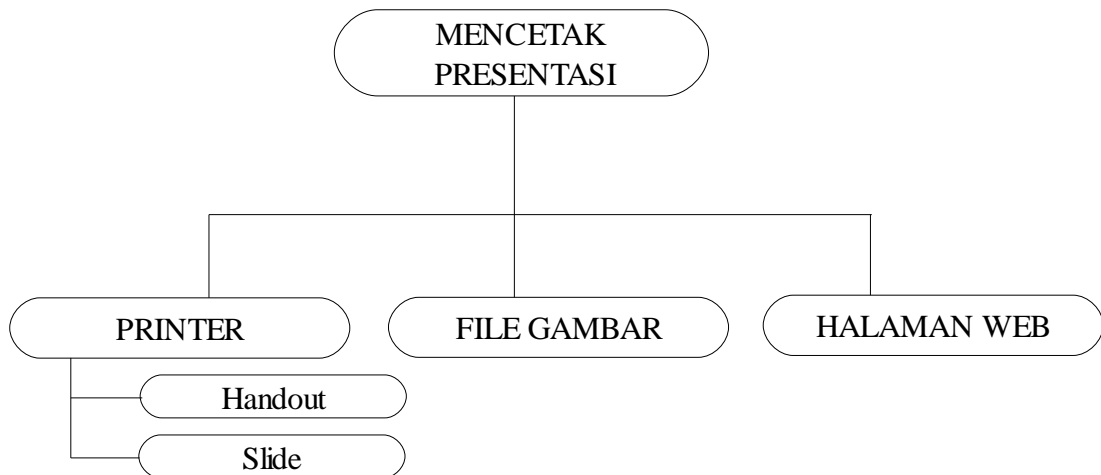 MENCETAK
PRESENTASI
PRINTER
FILE GAMBAR
HALAMAN WEB
Handout
Slide